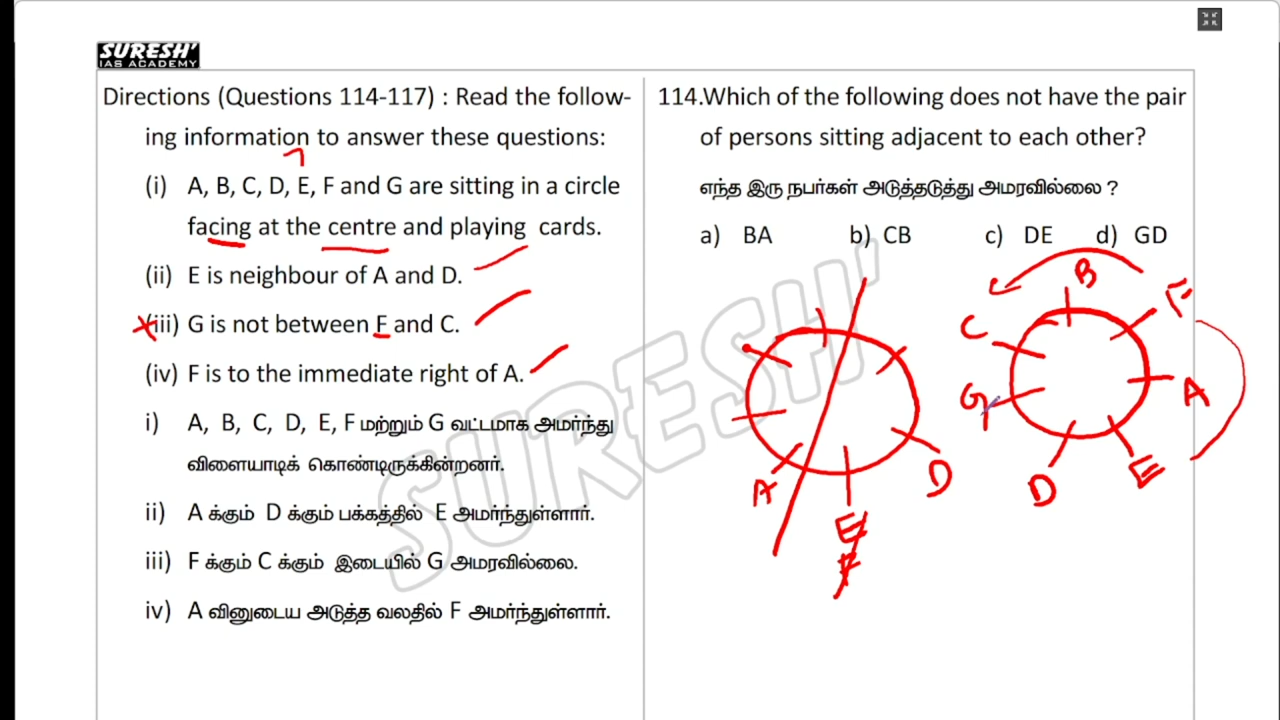 SURESH'
IAS ACADEMY
Directions (Questions 114-117) : Read the follow-
ing information to answer these questions:
(i) A, B, C, D, E, F and G are sitting in a circle
facing at the centre and playing cards.
(ii) E is neighbour of A and D.
(iii) G is not between F and C.
(iv) F is to the immediate right of A.
i) A, B, C, D, E, F மற்றும் G வட்டமாக அமர்ந்து
விளையாடிக் கொண்டிருக்கின்றனர்.
ii) A க்கும் D க்கும் பக்கத்தில் E அமர்ந்துள்ளார்.
iii) F க்கும் C க்கும் இடையில் G அமரவில்லை.
iv) A வினுடைய அடுத்த வலதில் F அமர்ந்துள்ளார்.
114.Which of the following does not have the pair
of persons sitting adjacent to each other?
எந்த இரு நபர்கள் அடுத்தடுத்து அமரவில்லை ?
a) BA b) CB c) DE d) GD
A
E
F
D
B
F
C
G
A
D
E
SURESH'